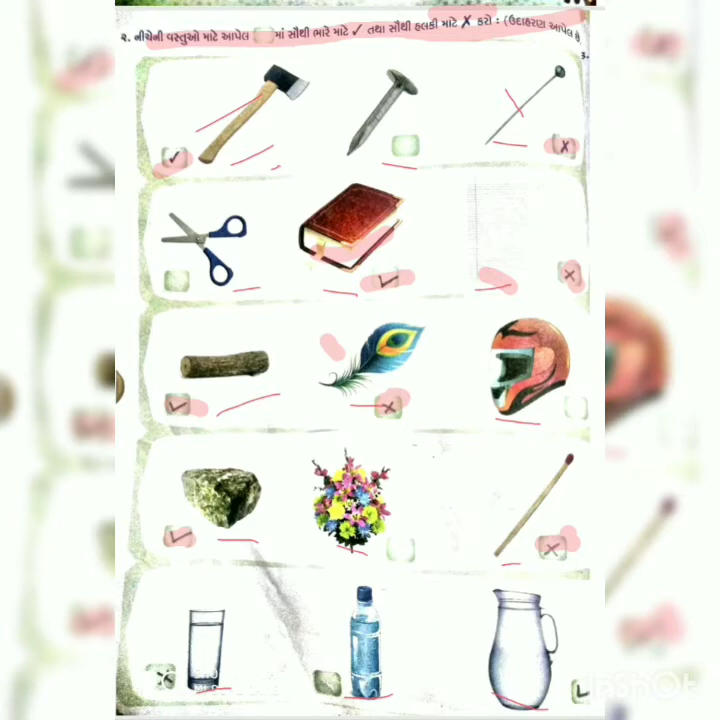 ૨. નીચેની વસ્તુઓ માટે આપેલ માં સૌથી ભારે માટે ✓ તથા સૌથી હલકી માટે ✗ કરો : (ઉદાહરણ આપેલ છે